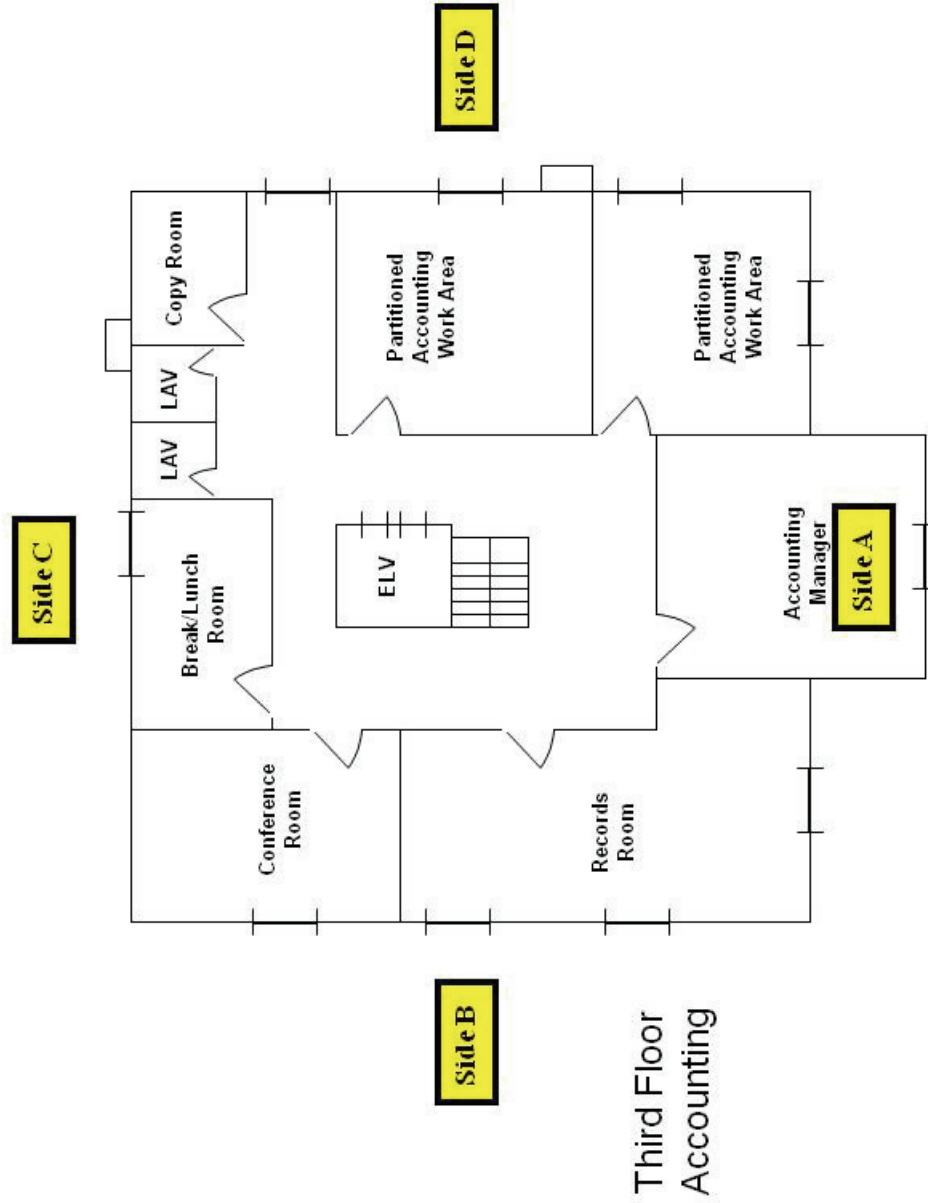 Side C
Side D
Copy Room
LAV
LAV
Break/Lunch
Room
Partitioned
Accounting
Work Area
ELV
Conference
Room
Partitioned
Accounting
Work Area
Records
Room
Accounting
Manager
Side A
Side B
Third Floor
Accounting